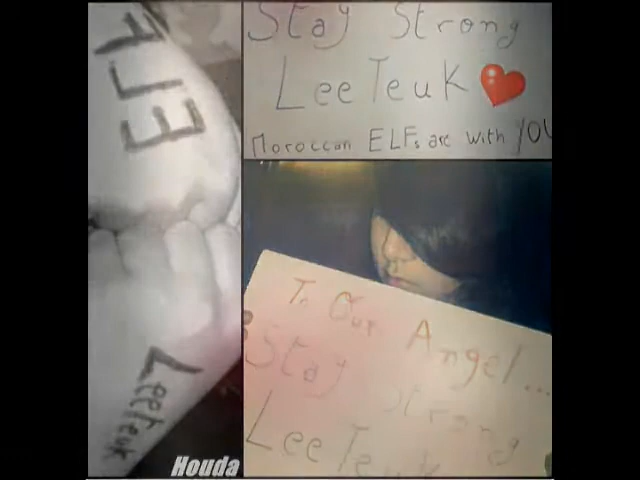 ELF
Leeteuk
Houda
Stay Strong
LeeTeuk
Moroccan ELFs are with YOU
To Our Angel...
Stay Strong
LeeTeuk